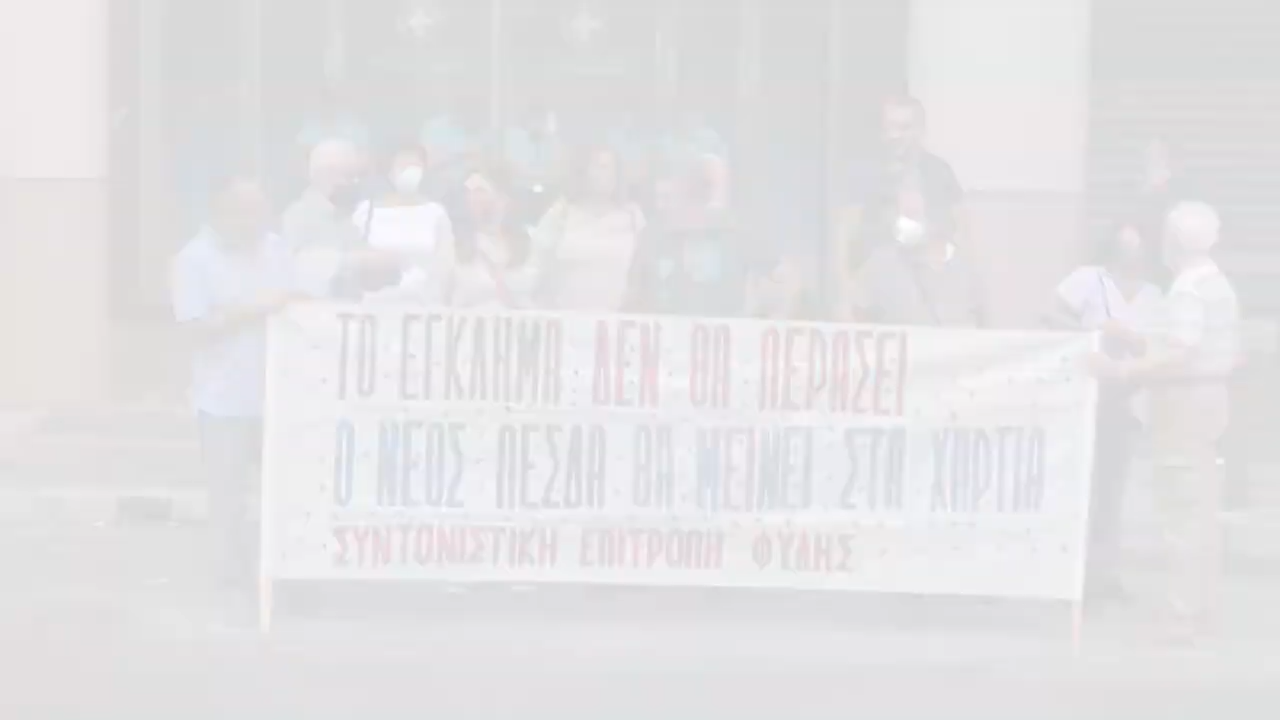 ΤΟ ΕΓΚΛΗΜΑ ΔΕΝ ΘΑ ΠΕΡΑΣΕΙ
Ο ΝΕΟΣ ΠΕΣΔΑ ΘΑ ΜΕΙΝΕΙ ΣΤΑ ΧΑΡΤΙΑ
ΣΥΝΤΟΝΙΣΤΙΚΗ ΕΠΙΤΡΟΠΗ ΦΥΛΗΣ